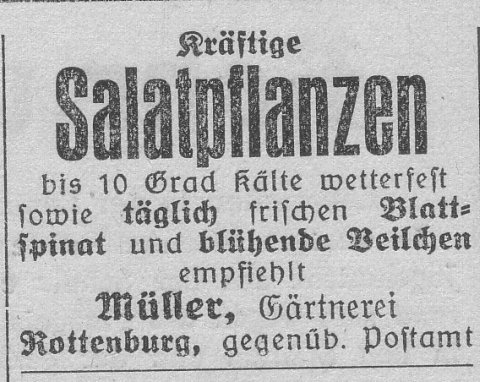 Kräftige
Salatpflanzen
bis 10 Grad Kälte wetterfest
sowie täglich frischen Blatt-
spinat und blühende Veilchen
empfiehlt
Müller, Gärtnerei
Rottenburg, gegenüb. Postamt